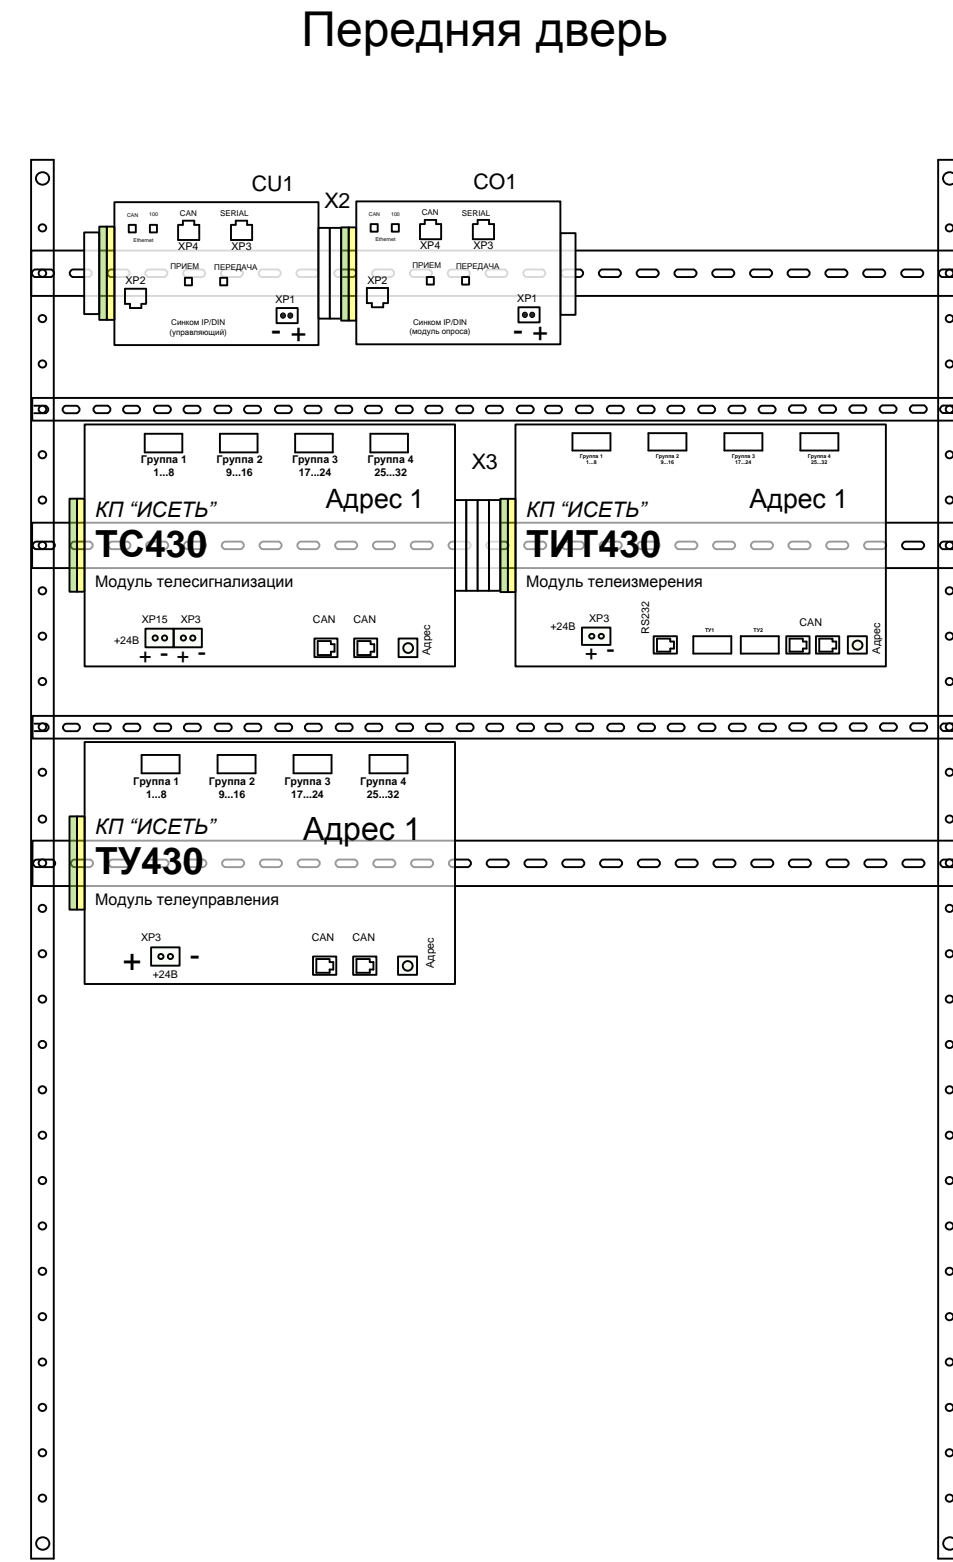 Передняя дверь
CU1
X2
CO1
CAN 100 CAN SERIAL
Ethernet
XP4 XP3
ПРИЕМ ПЕРЕДАЧА
XP2
XP1
- +
Синком IP/DIN
(управляющий)
CAN 100 CAN SERIAL
Ethernet
XP4 XP3
ПРИЕМ ПЕРЕДАЧА
XP2
XP1
- +
Синком IP/DIN
(модуль опроса)
Группа 1 Группа 2 Группа 3 Группа 4
1...8 9...16 17...24 25...32
Адрес 1
КП “ИСЕТЬ”
ТС430
Модуль телесигнализации
XP15 XP3
+24В
+ - + -
CAN CAN
Адрес
X3
Группа 1 Группа 2 Группа 3 Группа 4
1...8 9...16 17...24 25...32
Адрес 1
КП “ИСЕТЬ”
ТИТ430
Модуль телеизмерения
XP3
+24В
+ -
RS232
ТУ1 ТУ2
CAN
Адрес
Группа 1 Группа 2 Группа 3 Группа 4
1...8 9...16 17...24 25...32
КП “ИСЕТЬ”
Адрес 1
ТУ430
Модуль телеуправления
XP3
+ -
+24В
CAN CAN
Адрес